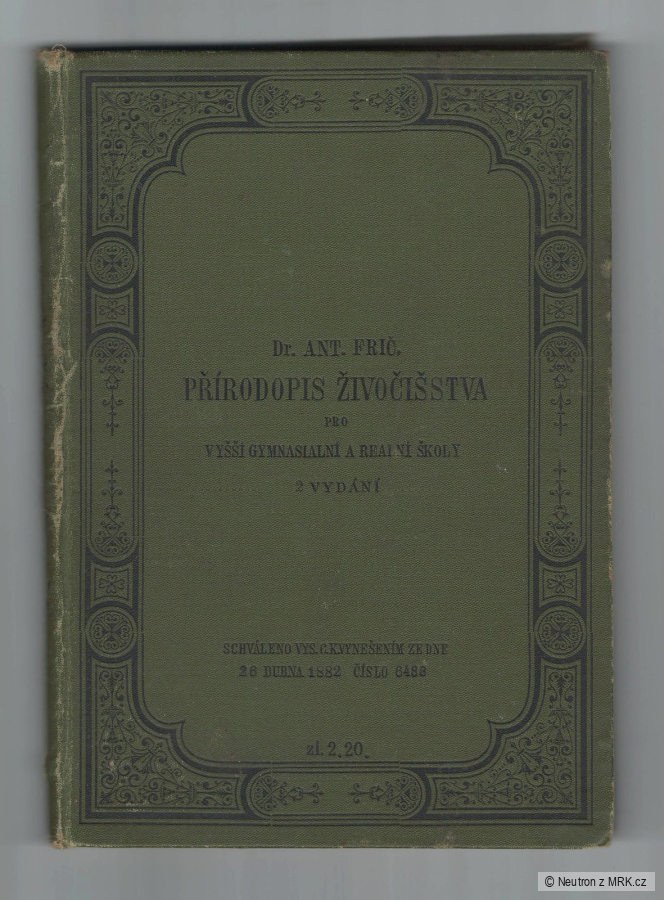 Dr. ANT. FRIČ.
PŘÍRODOPIS ŽIVOČIŠSTVA
PRO
VYŠŠÍ GYMNASIALNÍ A REALNÍ ŠKOLY
2 VYDÁNÍ
SCHVÁLENO VYS. C. K. VYNEŠENÍM ZE DNE
26 DUBNA 1882 ČÍSLO 6483
zl. 2.20.
© Neutron z MRK.cz